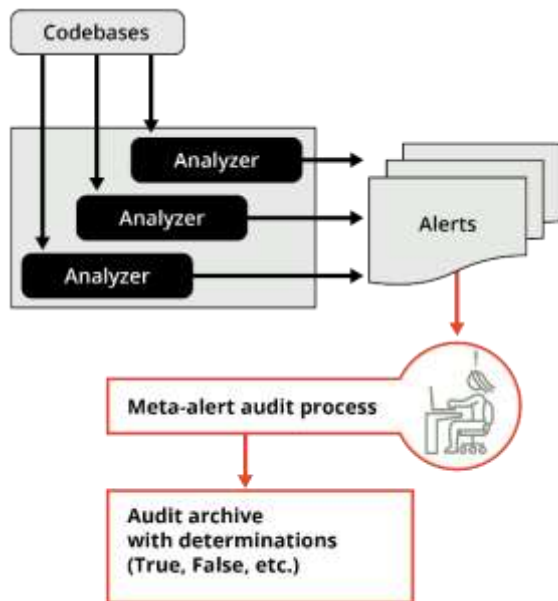 Codebases
Analyzer
Analyzer
Analyzer
Alerts
Meta-alert audit process
Audit archive
with determinations
(True, False, etc.)